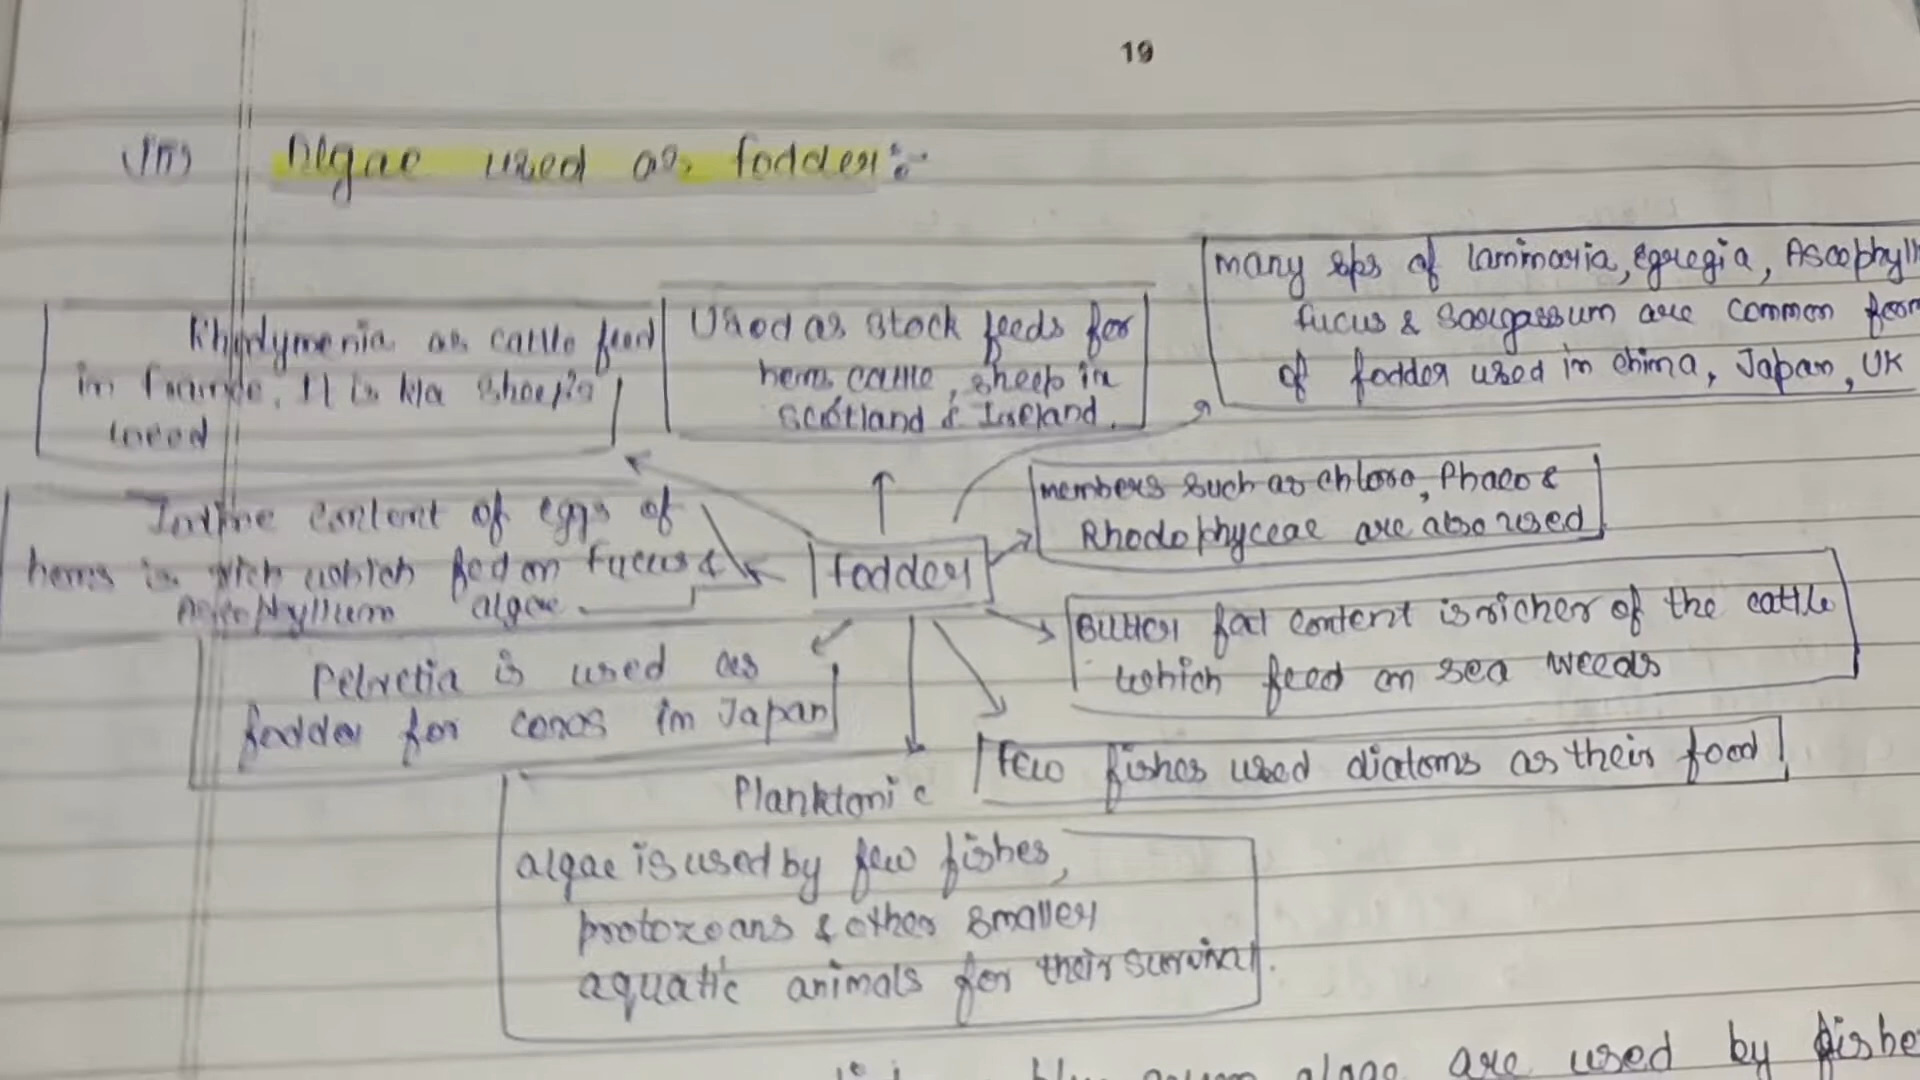 19
(iii) Algae used as fodder:-
many sps of laminaria, Egregia, Ascophyll
fucus & Sargassum are common form
of fodder used in china, Japan, UK
Used as stock feeds for
hens cattle, sheep in
Scotland & Ireland.
Rhodymenia as cattle feed
in France. It is k/a sheep's
weed
members such as chloro, Phaeo &
Rhodophyceae are also used
Iodine content of eggs of
hens is rich which fed on fucus &
Ascophyllum algae.
fodder
Butter fat content is richer of the cattle
which feed on sea weeds
Pelvetia is used as
fodder for cows in Japan
Few fishes used diatoms as their food
Planktonic
algae is used by few fishes,
protozoans & other smaller
aquatic animals for their survival.
algae are used by fishe